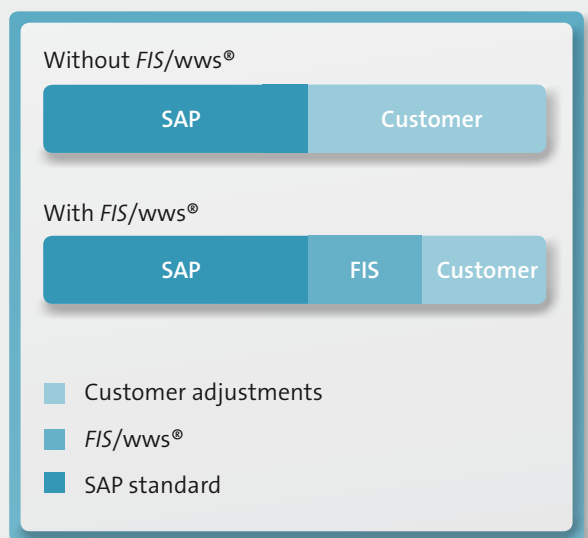 Without FIS/wws®
SAP Customer
With FIS/wws®
SAP FIS Customer
Customer adjustments
FIS/wws®
SAP standard